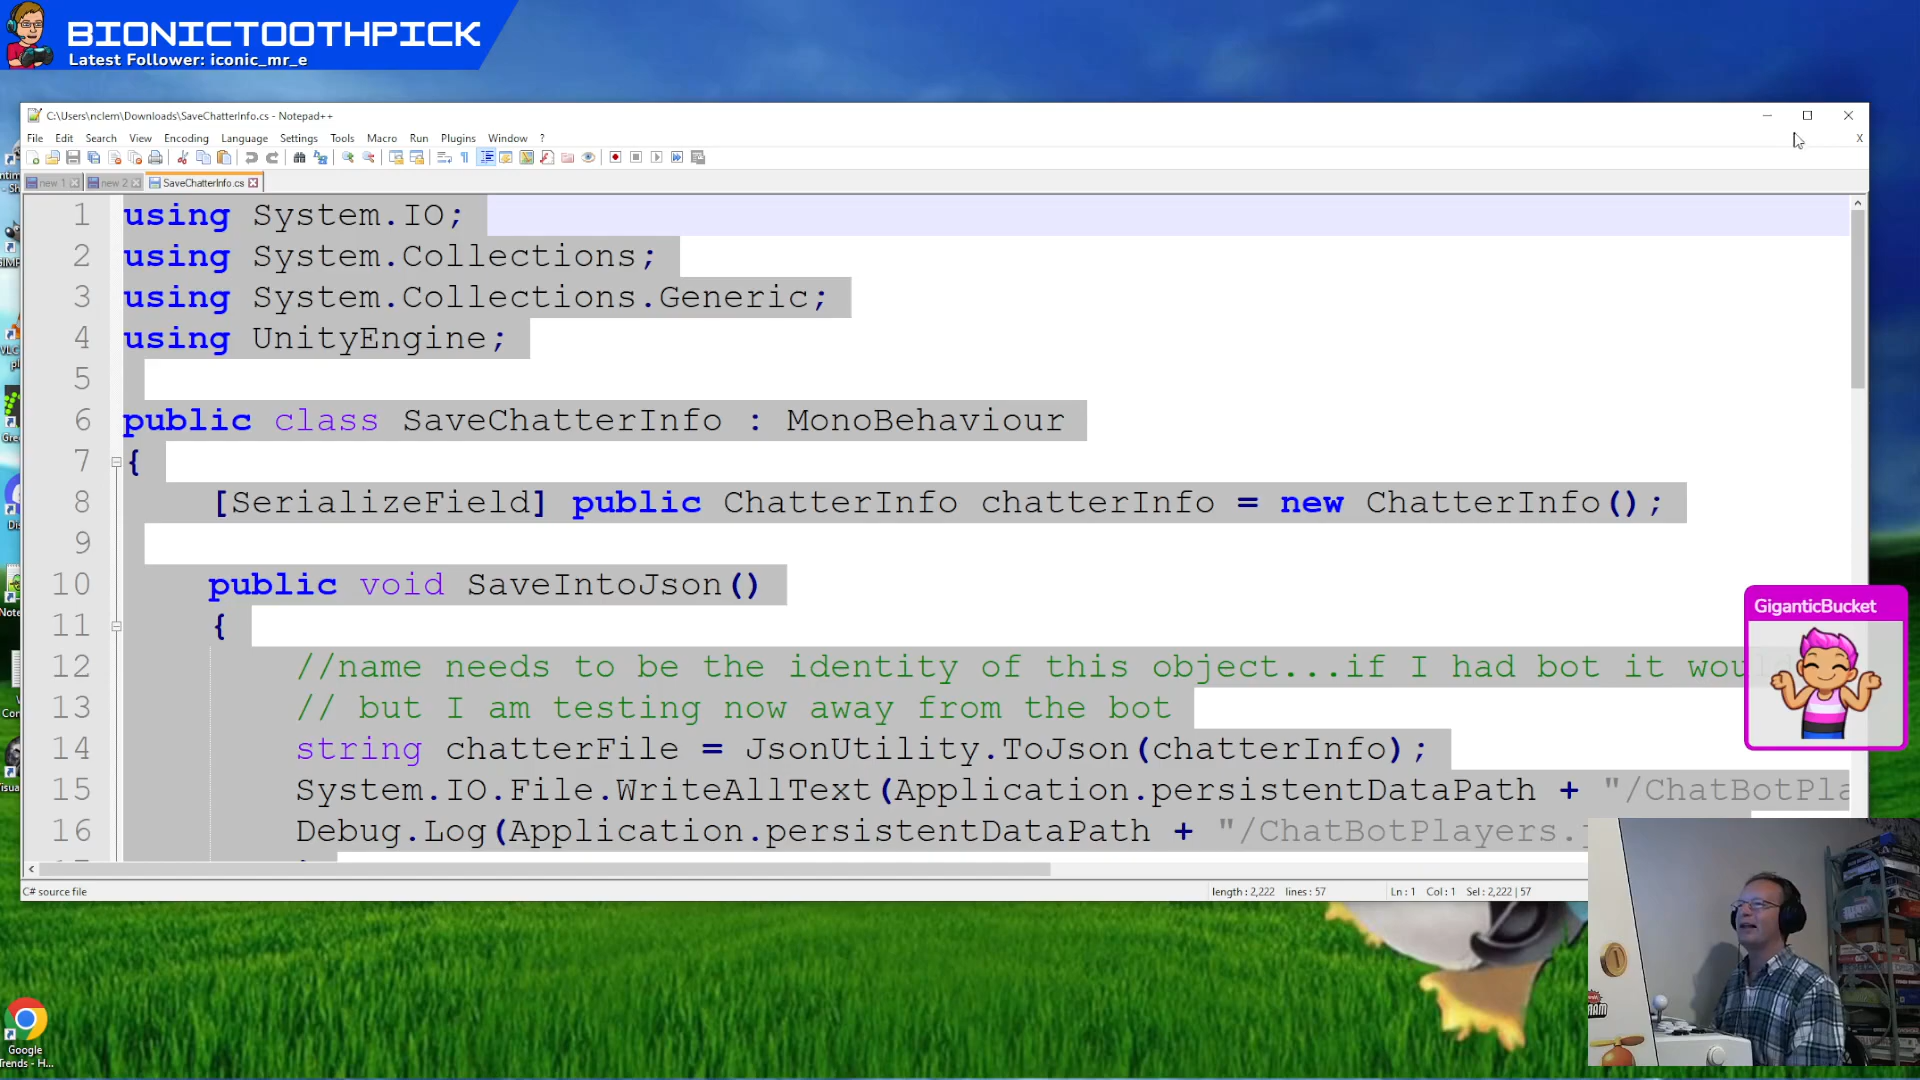 BIONICTOOTHPICK
Latest Follower: iconic_mr_e
C:\Users\nclem\Downloads\SaveChatterInfo.cs - Notepad++
File Edit Search View Encoding Language Settings Tools Macro Run Plugins Window ? X
new 1 new 2 SaveChatterInfo.cs
1 using System.IO;
2 using System.Collections;
3 using System.Collections.Generic;
4 using UnityEngine;
5
6 public class SaveChatterInfo : MonoBehaviour
7 {
8 [SerializeField] public ChatterInfo chatterInfo = new ChatterInfo();
9
10 public void SaveIntoJson()
11 {
12 //name needs to be the identity of this object...if I had bot it
13 // but I am testing now away from the bot
14 string chatterFile = JsonUtility.ToJson(chatterInfo);
15 System.IO.File.WriteAllText(Application.persistentDataPath + "/ChatBotPla
16 Debug.Log(Application.persistentDataPath + "/ChatBotPlayers.
GiganticBucket
C# source file length : 2,222 lines : 57 Ln : 1 Col : 1 Sel : 2,222 | 57
Google
Trends - H...